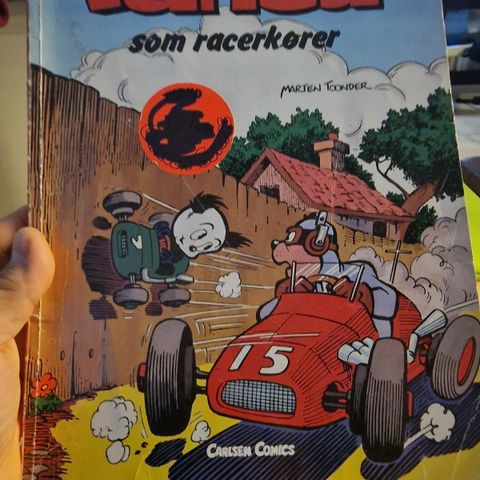 som racerkører
MARTEN TOONDER
15
CARLSEN COMICS